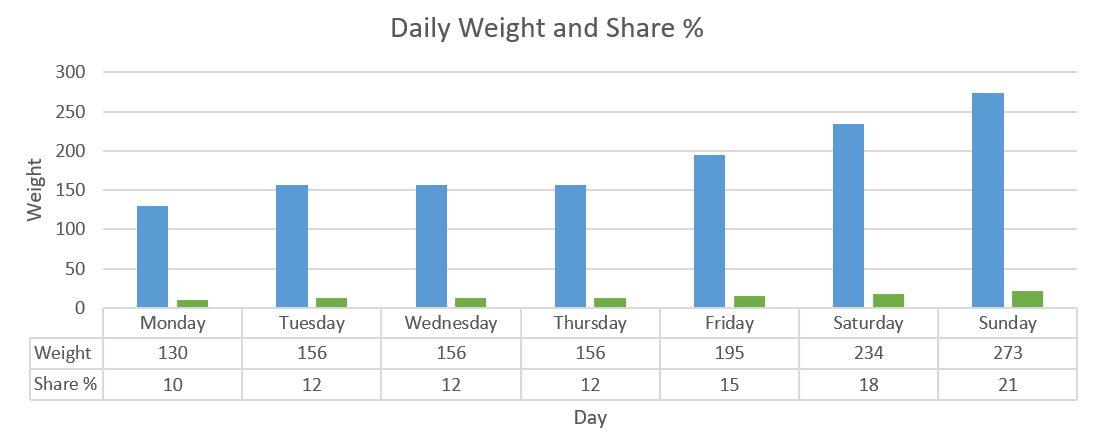 Daily Weight and Share %
300
250
200
150
100
50
0
Weight
Monday Tuesday Wednesday Thursday Friday Saturday Sunday
Weight 130 156 156 156 195 234 273
Share % 10 12 12 12 15 18 21
Day